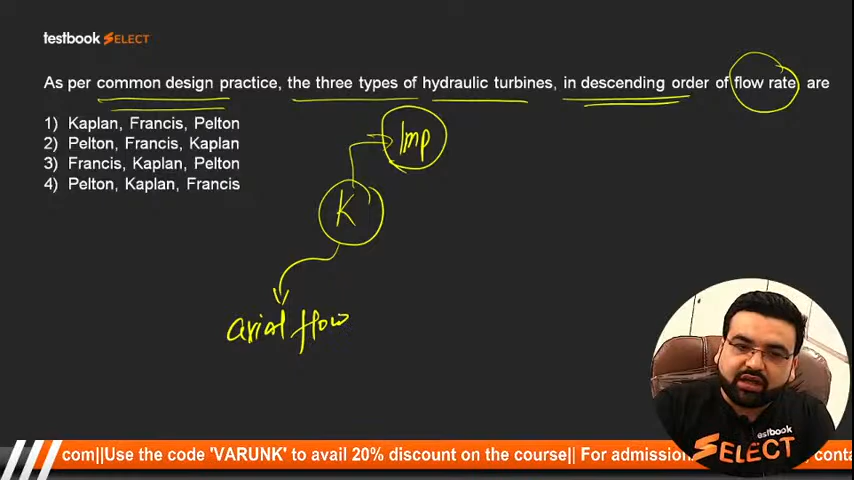 testbook SELECT
As per common design practice, the three types of hydraulic turbines, in descending order of flow rate are
1) Kaplan, Francis, Pelton
2) Pelton, Francis, Kaplan
3) Francis, Kaplan, Pelton
4) Pelton, Kaplan, Francis
Imp
K
axial flow
testbook
SELECT
com||Use the code 'VARUNK' to avail 20% discount on the course|| For admission
conta